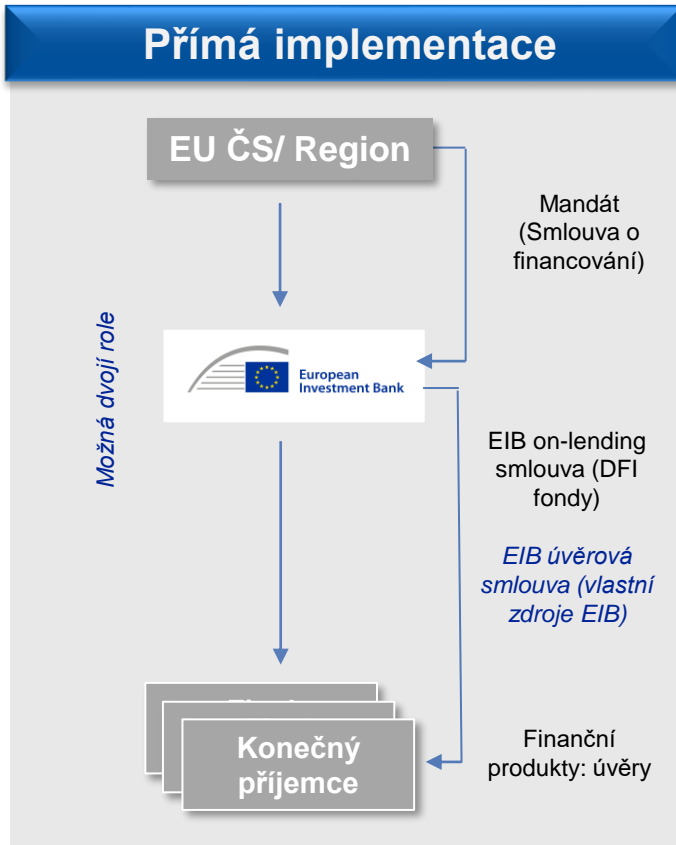 Přímá implementace
EU ČS/ Region
Mandát
(Smlouva o
financování)
Možná dvojí role
European
Investment Bank
EIB on-lending
smlouva (DFI
fondy)
EIB úvěrová
smlouva (vlastní
zdroje EIB)
Konečný
příjemce
Finanční
produkty: úvěry